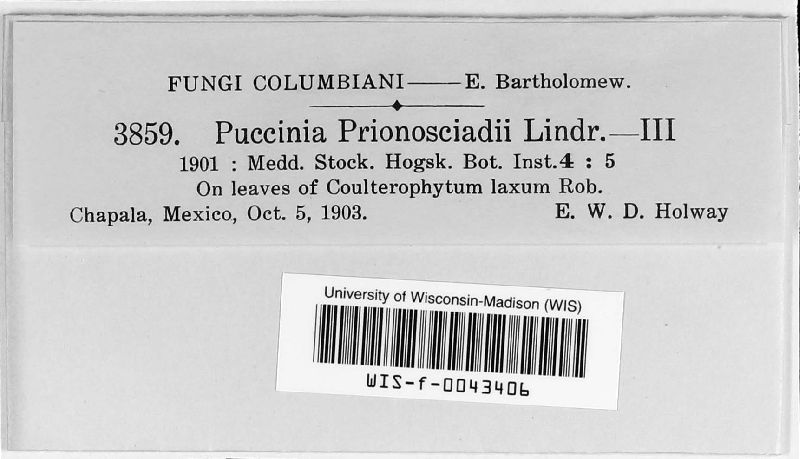 FUNGI COLUMBIANI——E. Bartholomew.
3859. Puccinia Prionosciadii Lindr.—III
1901 : Medd. Stock. Hogsk. Bot. Inst. 4 : 5
On leaves of Coulterophytum laxum Rob.
Chapala, Mexico, Oct. 5, 1903. E. W. D. Holway
University of Wisconsin-Madison (WIS)
WIS-f-0043406